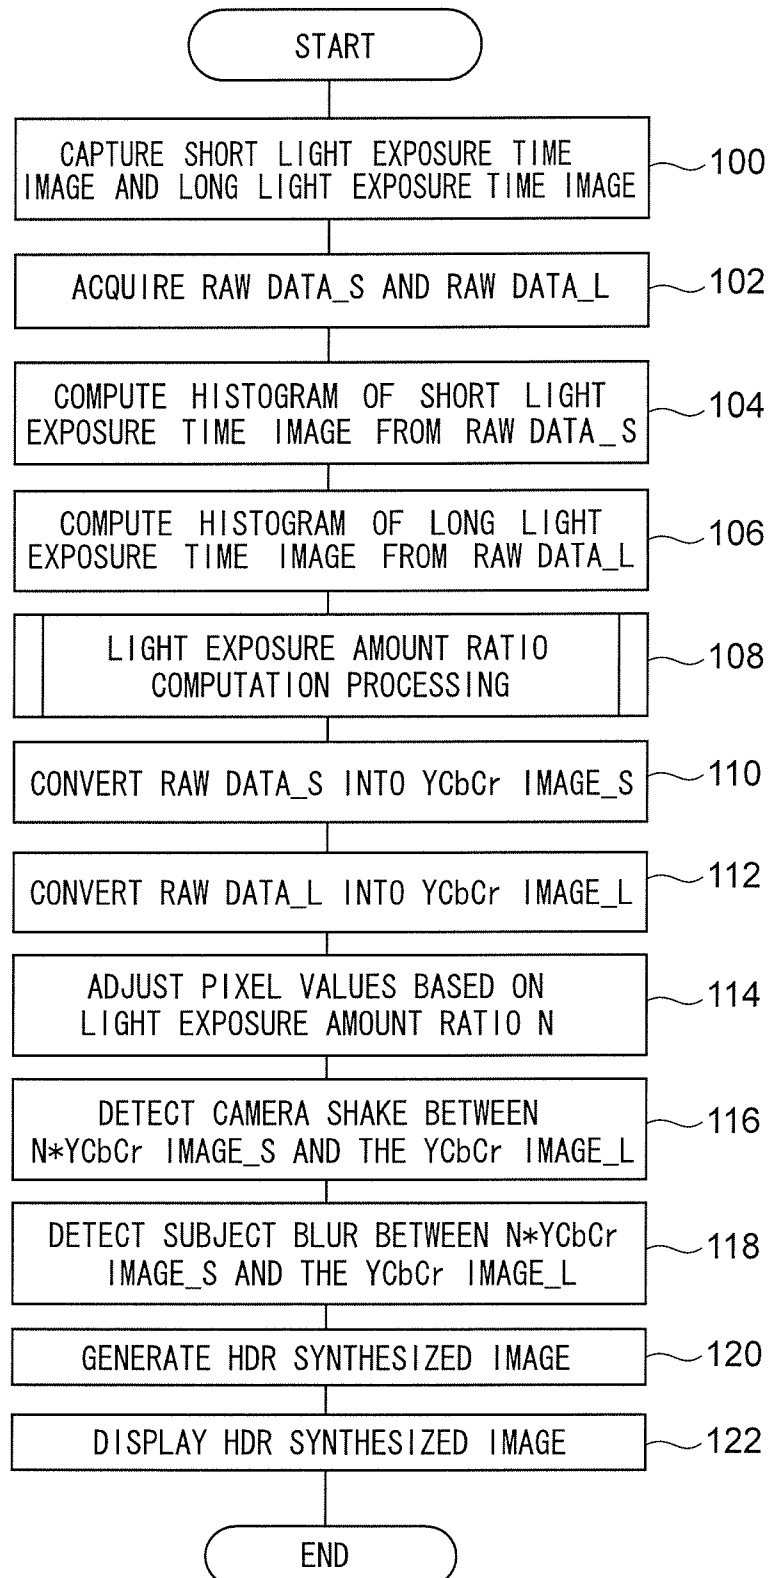 START
CAPTURE SHORT LIGHT EXPOSURE TIME
IMAGE AND LONG LIGHT EXPOSURE TIME IMAGE
100
ACQUIRE RAW DATA_S AND RAW DATA_L
102
COMPUTE HISTOGRAM OF SHORT LIGHT
EXPOSURE TIME IMAGE FROM RAW DATA_S
104
COMPUTE HISTOGRAM OF LONG LIGHT
EXPOSURE TIME IMAGE FROM RAW DATA_L
106
LIGHT EXPOSURE AMOUNT RATIO
COMPUTATION PROCESSING
108
CONVERT RAW DATA_S INTO YCbCr IMAGE_S
110
CONVERT RAW DATA_L INTO YCbCr IMAGE_L
112
ADJUST PIXEL VALUES BASED ON
LIGHT EXPOSURE AMOUNT RATIO N
114
DETECT CAMERA SHAKE BETWEEN
N*YCbCr IMAGE_S AND THE YCbCr IMAGE_L
116
DETECT SUBJECT BLUR BETWEEN N*YCbCr
IMAGE_S AND THE YCbCr IMAGE_L
118
GENERATE HDR SYNTHESIZED IMAGE
120
DISPLAY HDR SYNTHESIZED IMAGE
122
END